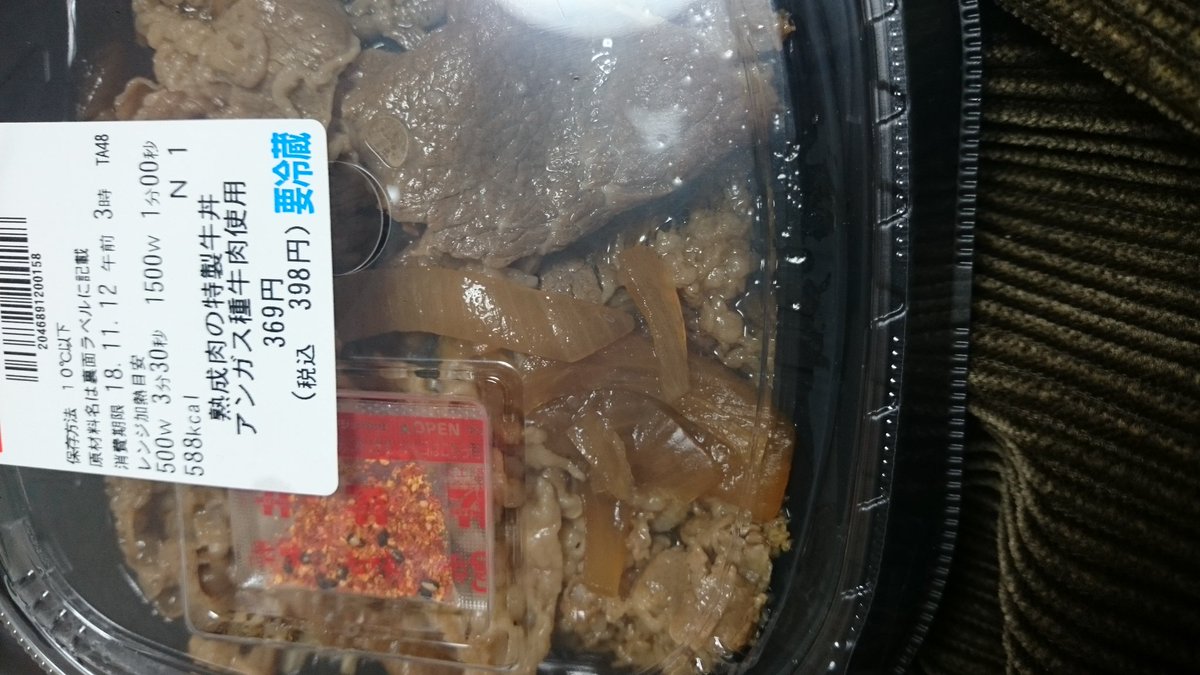 要冷蔵
(税込 398円)
369円
アンガス種牛肉使用
熟成肉の特製牛丼
N 1
588kcal
500W 3分30秒 1500W 1分00秒
レンジ加熱目安
消費期限 18.11.12 午前 3時 TA48
原材料名は裏面ラベルに記載
保存方法 10℃以下
2046891200158
OPEN